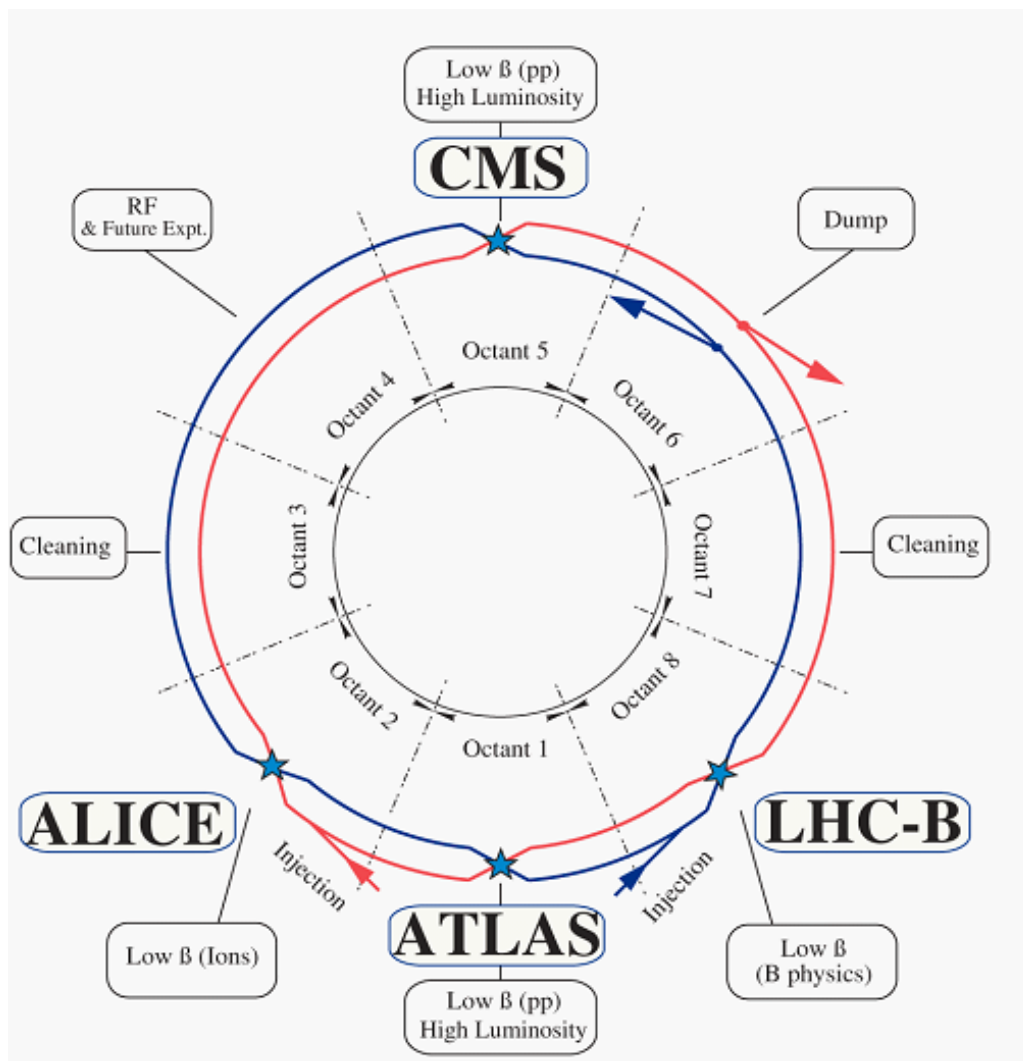 Low ß (pp)
High Luminosity
CMS
RF
& Future Expt.
Dump
Octant 5
Octant 4
Octant 6
Cleaning
Octant 3
Octant 7
Cleaning
Octant 2
Octant 8
Octant 1
ALICE
LHC-B
Injection
Injection
ATLAS
Low ß (Ions)
Low ß
(B physics)
Low ß (pp)
High Luminosity